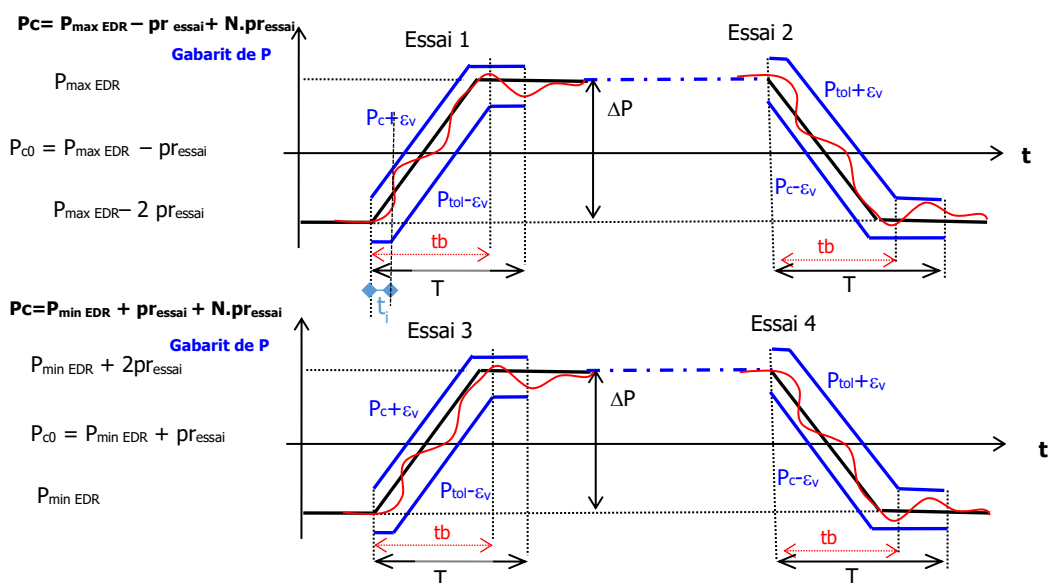 Pc= Pmax EDR – pr essai+ N.pressai
Gabarit de P
Essai 1
Essai 2
Pmax EDR
Pc+εv
ΔP
Ptol+εv
Pc0 = Pmax EDR – pressai
t
Pc-εv
Pmax EDR– 2 pressai
Ptol-εv
tb
tb
T
T
ti
Pc=Pmin EDR + pressai + N.pressai
Gabarit de P
Essai 3
Essai 4
Pmin EDR + 2pressai
Pc+εv
ΔP
Ptol+εv
Pc0 = Pmin EDR + pressai
t
Pc-εv
Pmin EDR
Ptol-εv
tb
tb
T
T